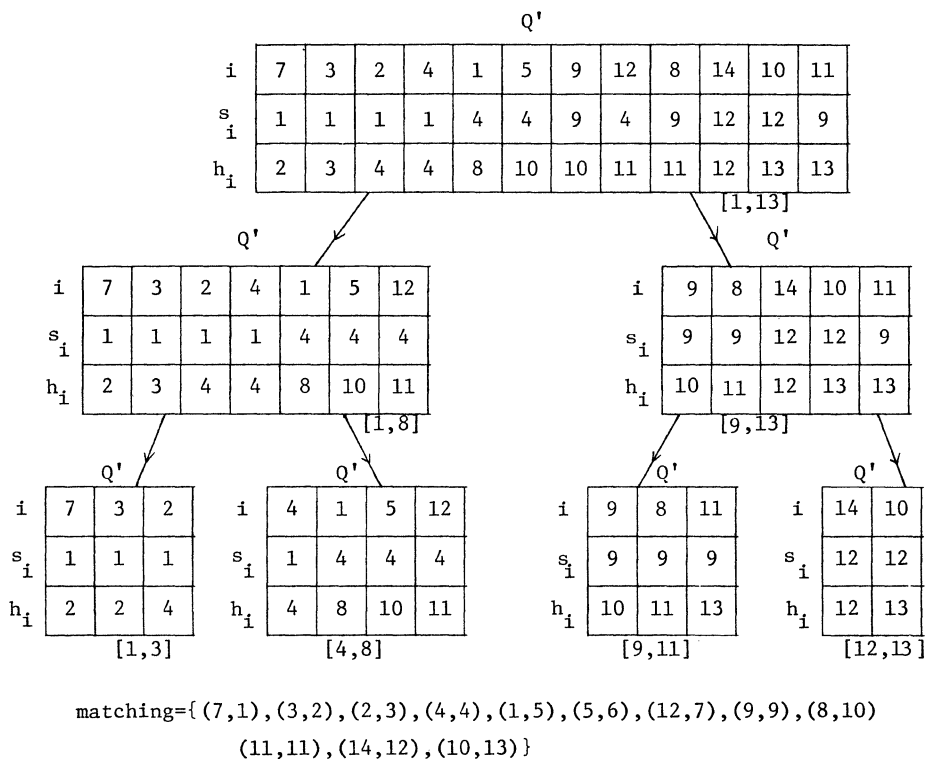 Q'
i 7 3 2 4 1 5 9 12 8 14 10 11
s_i 1 1 1 1 4 4 9 4 9 12 12 9
h_i 2 3 4 4 8 10 10 11 11 12 13 13
[1,13]
Q' Q'
i 7 3 2 4 1 5 12 i 9 8 14 10 11
s_i 1 1 1 1 4 4 4 s_i 9 9 12 12 9
h_i 2 3 4 4 8 10 11 h_i 10 11 12 13 13
[1,8] [9,13]
Q' Q' Q' Q'
i 7 3 2 i 4 1 5 12 i 9 8 11 i 14 10
s_i 1 1 1 s_i 1 4 4 4 s_i 9 9 9 s_i 12 12
h_i 2 2 4 h_i 4 8 10 11 h_i 10 11 13 h_i 12 13
[1,3] [4,8] [9,11] [12,13]
matching={(7,1),(3,2),(2,3),(4,4),(1,5),(5,6),(12,7),(9,9),(8,10)
(11,11),(14,12),(10,13)}